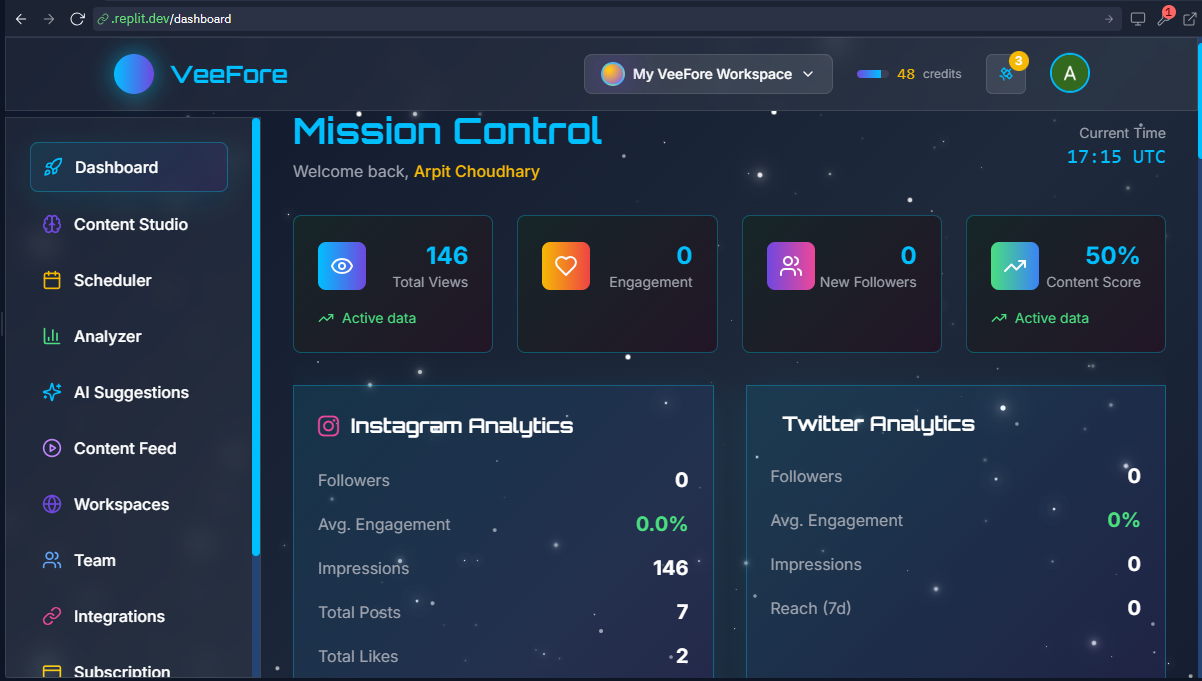 .replit.dev/dashboard
1
VeeFore
My VeeFore Workspace
48 credits
3
A
Dashboard
Content Studio
Scheduler
Analyzer
AI Suggestions
Content Feed
Workspaces
Team
Integrations
Subscription
Mission Control
Welcome back, Arpit Choudhary
Current Time
17:15 UTC
146
Total Views
Active data
0
Engagement
0
New Followers
50%
Content Score
Active data
Instagram Analytics
Followers 0
Avg. Engagement 0.0%
Impressions 146
Total Posts 7
Total Likes 2
Twitter Analytics
Followers 0
Avg. Engagement 0%
Impressions 0
Reach (7d) 0